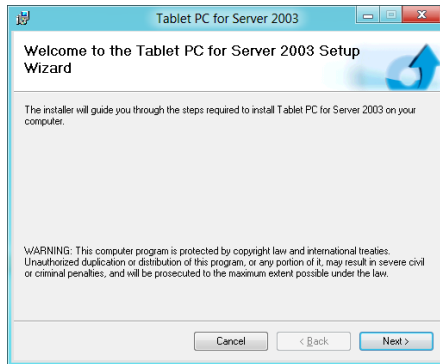 Tablet PC for Server 2003
Welcome to the Tablet PC for Server 2003 Setup
Wizard
The installer will guide you through the steps required to install Tablet PC for Server 2003 on your
computer.
WARNING: This computer program is protected by copyright law and international treaties.
Unauthorized duplication or distribution of this program, or any portion of it, may result in severe civil
or criminal penalties, and will be prosecuted to the maximum extent possible under the law.
Cancel < Back Next >